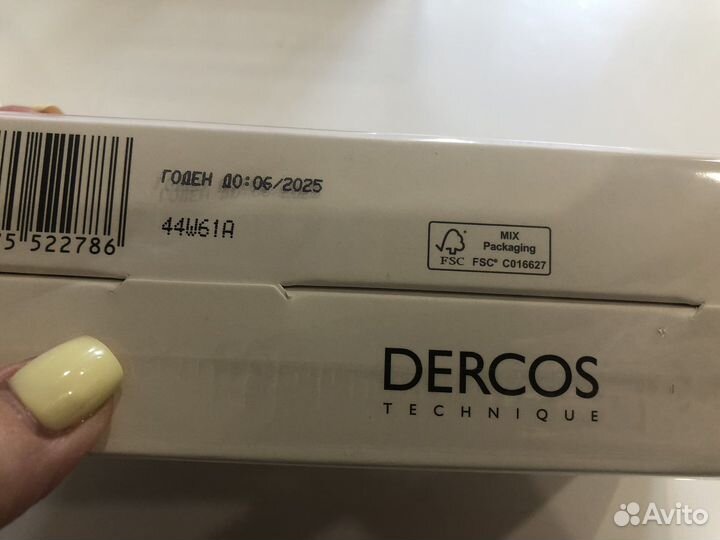 ГОДЕН ДО:06/2025
44W61A
5 522786
MIX
Packaging
FSC
FSC® C016627
DERCOS
TECHNIQUE
Avito